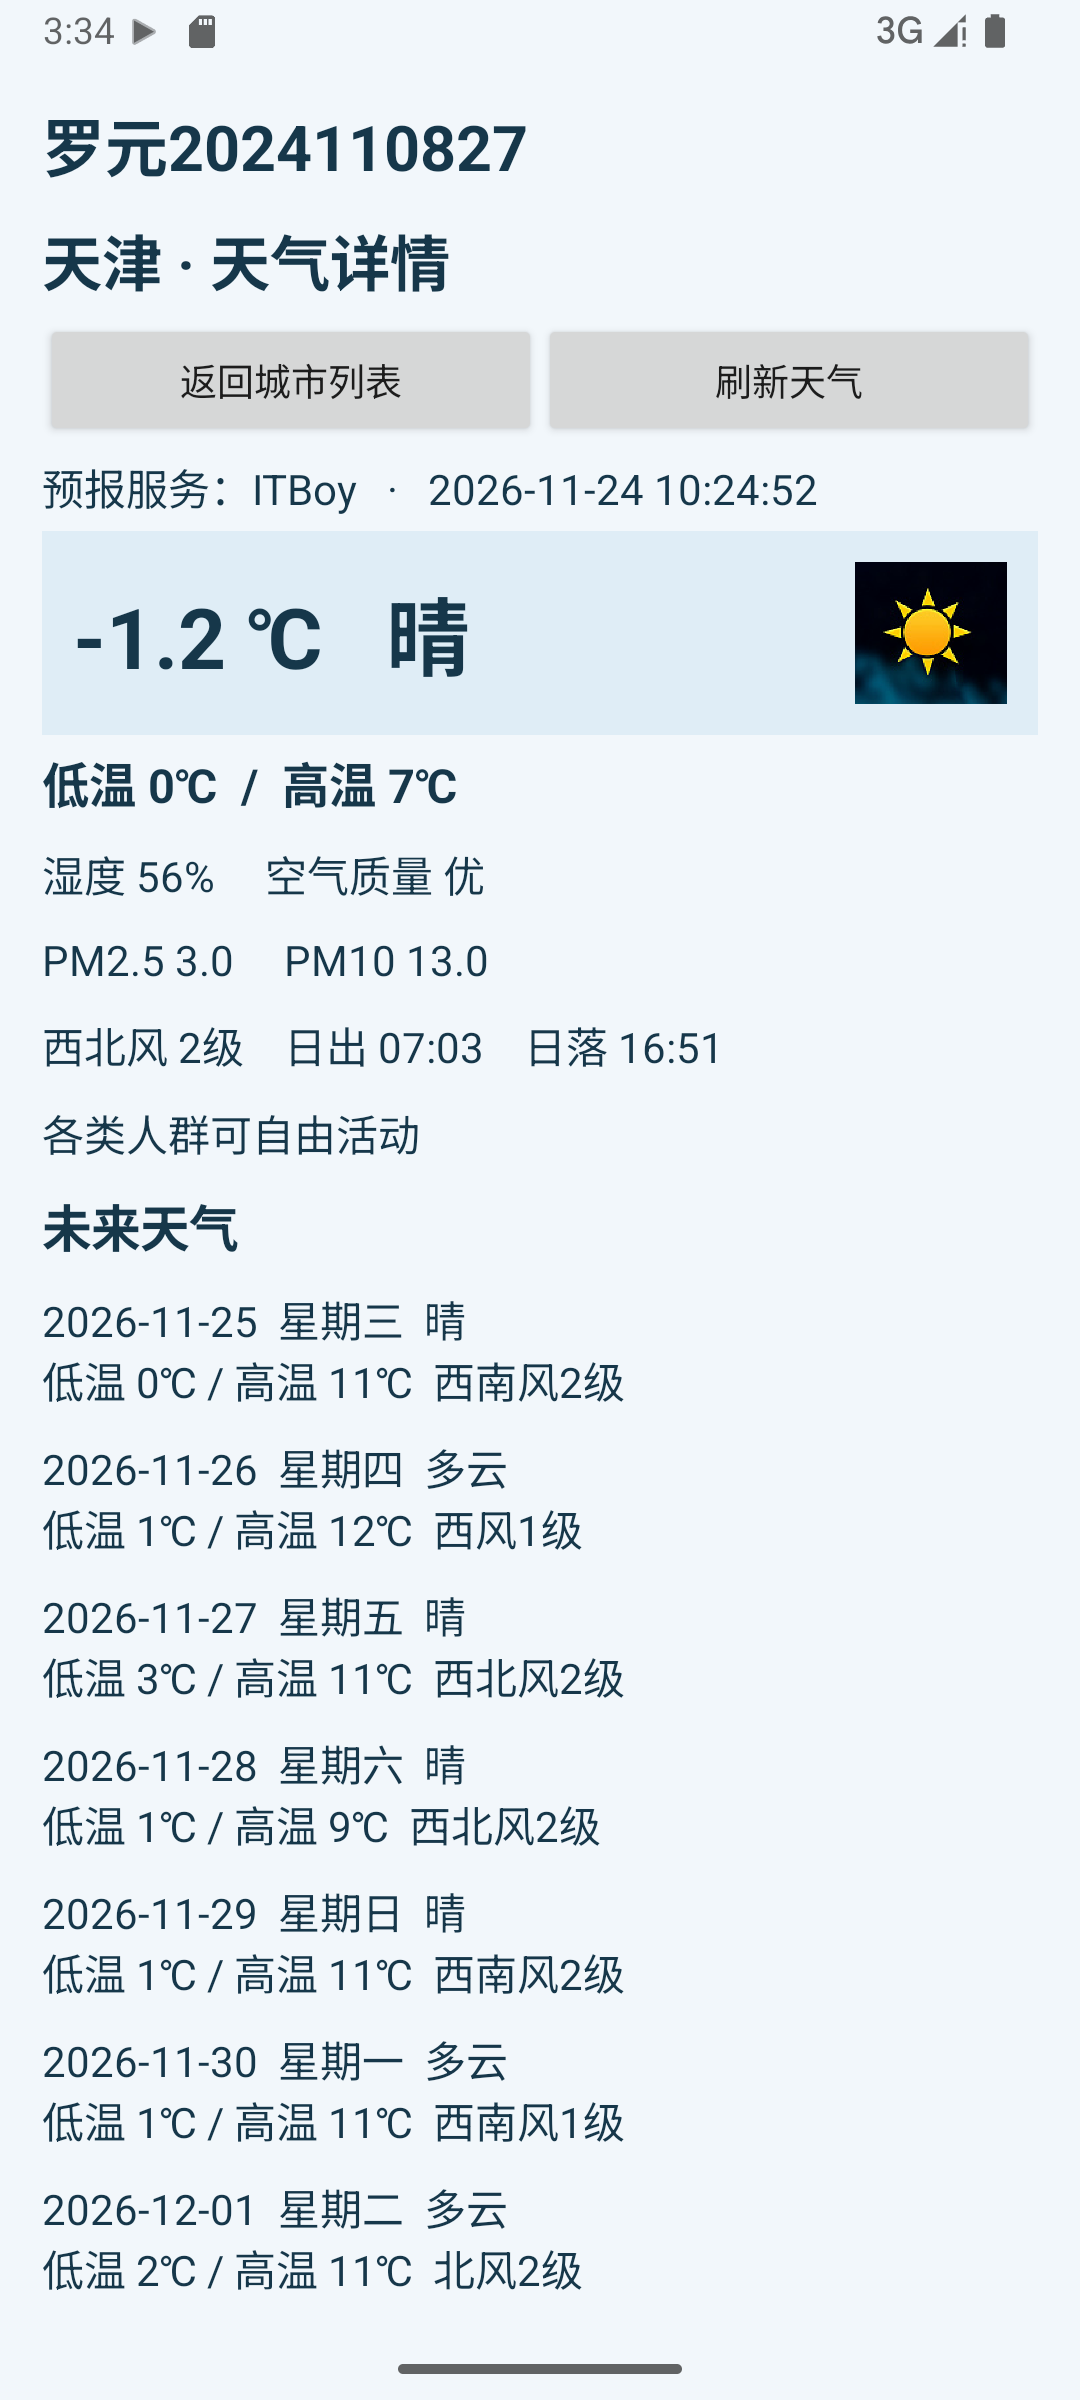 3:34
3G
罗元2024110827
天津 · 天气详情
返回城市列表
刷新天气
预报服务：ITBoy · 2026-11-24 10:24:52
-1.2 ℃ 晴
低温 0℃ / 高温 7℃
湿度 56% 空气质量 优
PM2.5 3.0 PM10 13.0
西北风 2级 日出 07:03 日落 16:51
各类人群可自由活动
未来天气
2026-11-25 星期三 晴
低温 0℃ / 高温 11℃ 西南风2级
2026-11-26 星期四 多云
低温 1℃ / 高温 12℃ 西风1级
2026-11-27 星期五 晴
低温 3℃ / 高温 11℃ 西北风2级
2026-11-28 星期六 晴
低温 1℃ / 高温 9℃ 西北风2级
2026-11-29 星期日 晴
低温 1℃ / 高温 11℃ 西南风2级
2026-11-30 星期一 多云
低温 1℃ / 高温 11℃ 西南风1级
2026-12-01 星期二 多云
低温 2℃ / 高温 11℃ 北风2级